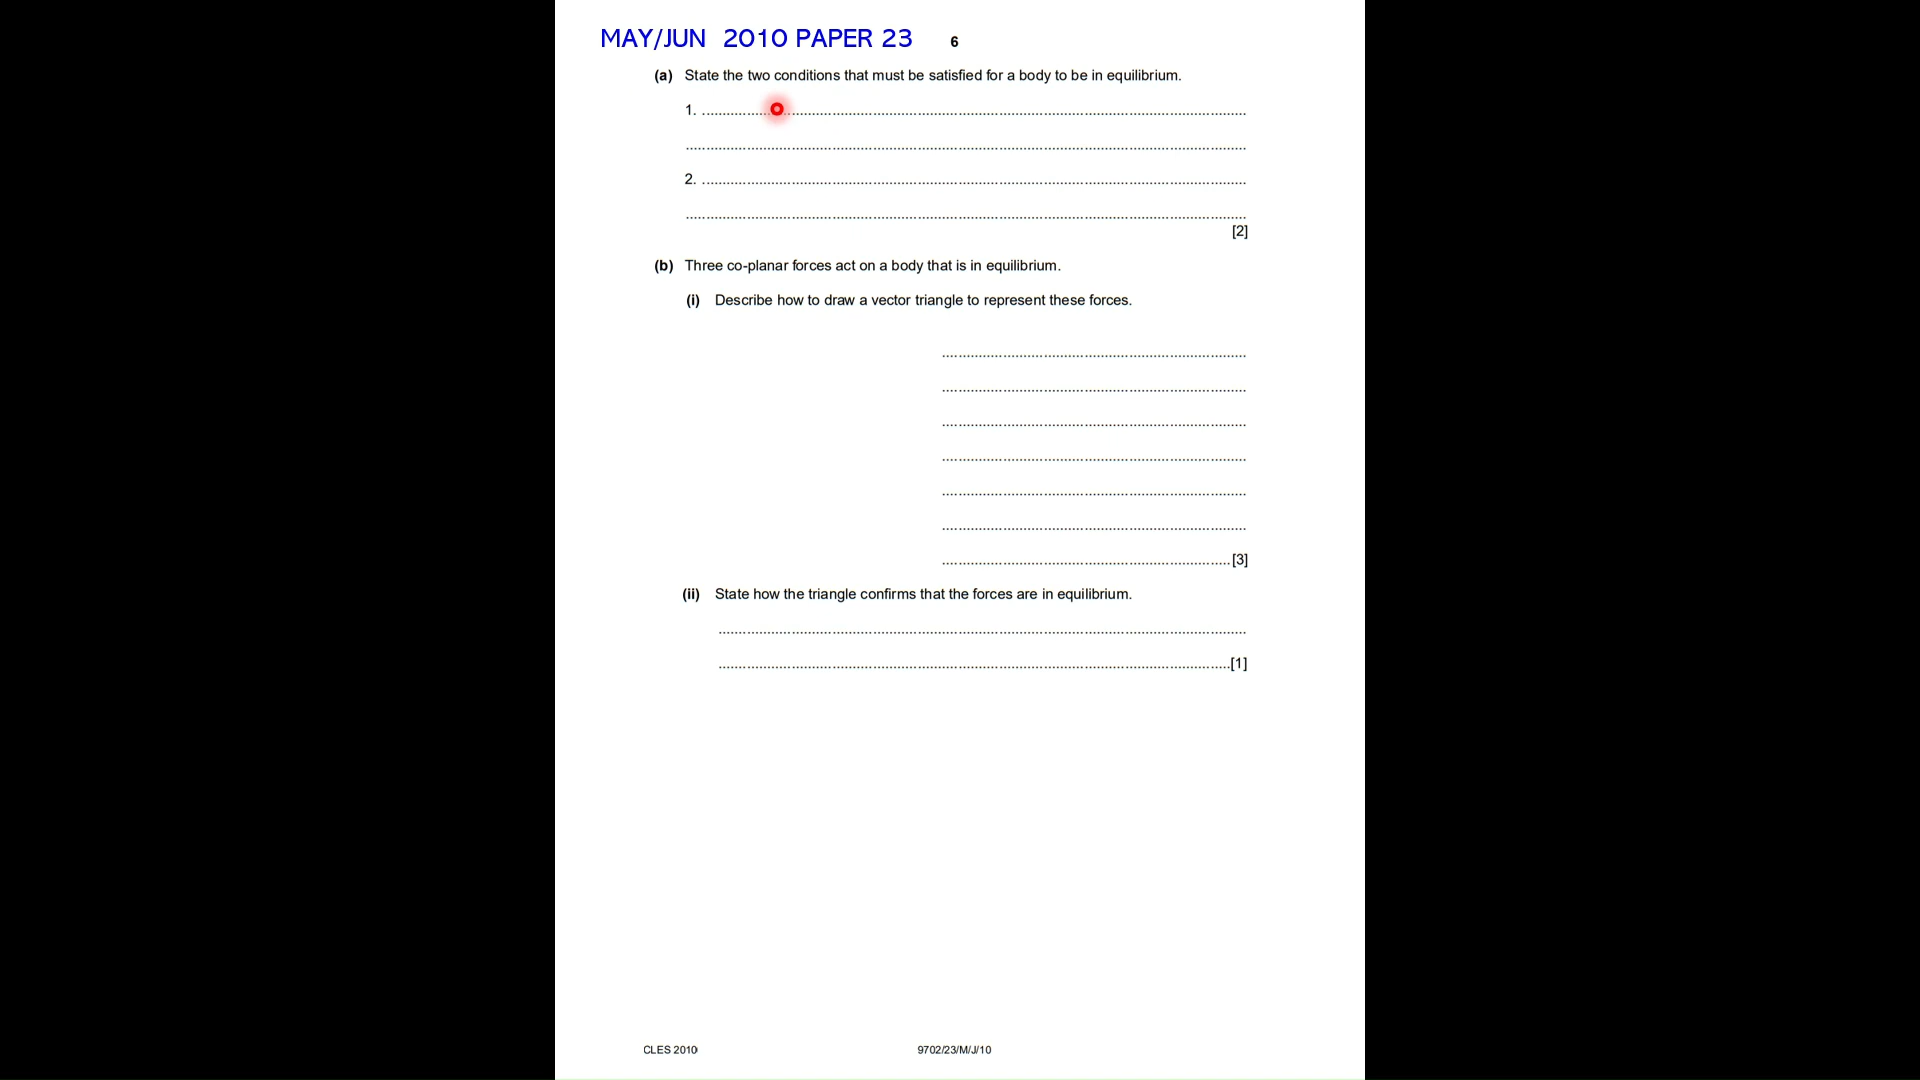 MAY/JUN 2010 PAPER 23 6
(a) State the two conditions that must be satisfied for a body to be in equilibrium.
1. ....................................................................................................
....................................................................................................
2. ....................................................................................................
....................................................................................................
[2]
(b) Three co-planar forces act on a body that is in equilibrium.
(i) Describe how to draw a vector triangle to represent these forces.
..........................................................................
..........................................................................
..........................................................................
..........................................................................
..........................................................................
..........................................................................
......................................................................[3]
(ii) State how the triangle confirms that the forces are in equilibrium.
....................................................................................................
................................................................................................[1]
CLES 2010 9702/23/M/J/10